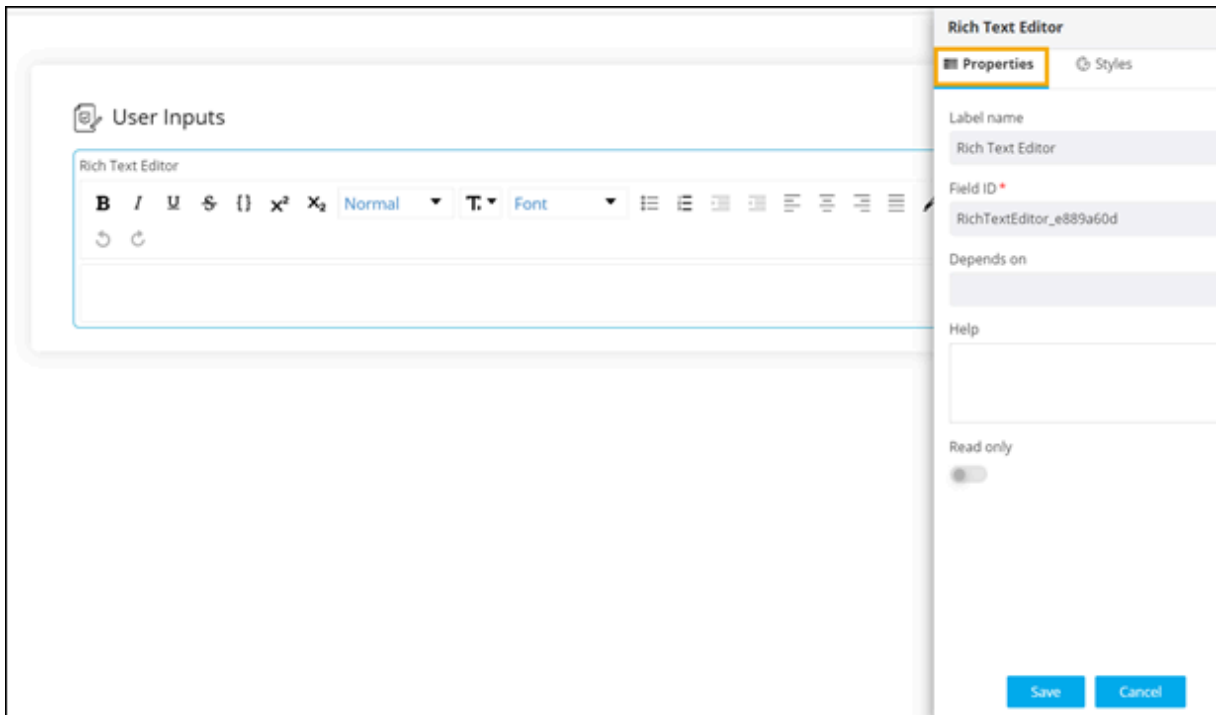 User Inputs
Rich Text Editor
B I U S {} x² X₂ Normal T: Font
Rich Text Editor
Properties Styles
Label name
Rich Text Editor
Field ID *
RichTextEditor_e889a60d
Depends on
Help
Read only
Save Cancel